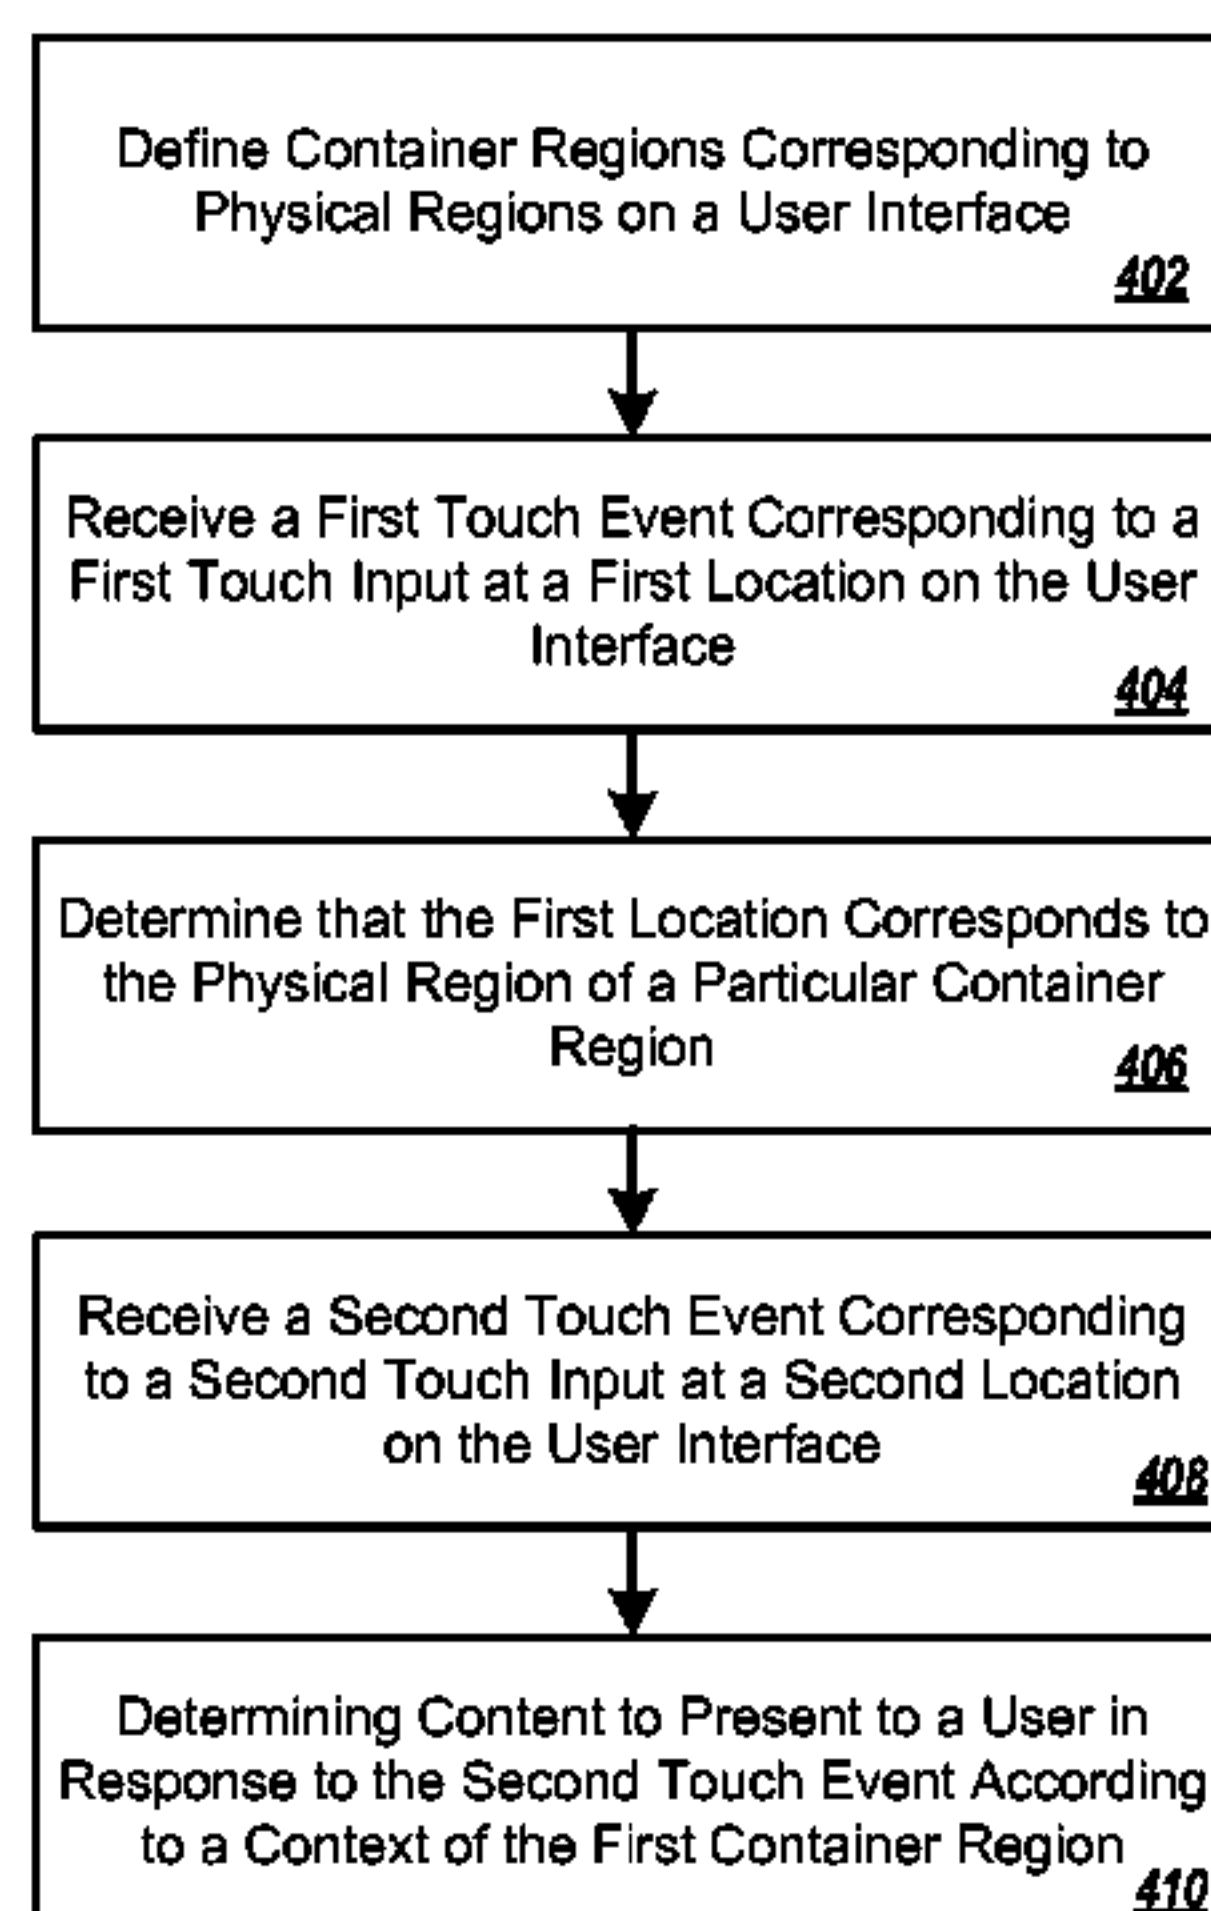 Define Container Regions Corresponding to
Physical Regions on a User Interface
402
Receive a First Touch Event Corresponding to a
First Touch Input at a First Location on the User
Interface
404
Determine that the First Location Corresponds to
the Physical Region of a Particular Container
Region
406
Receive a Second Touch Event Corresponding
to a Second Touch Input at a Second Location
on the User Interface
408
Determining Content to Present to a User in
Response to the Second Touch Event According
to a Context of the First Container Region
410